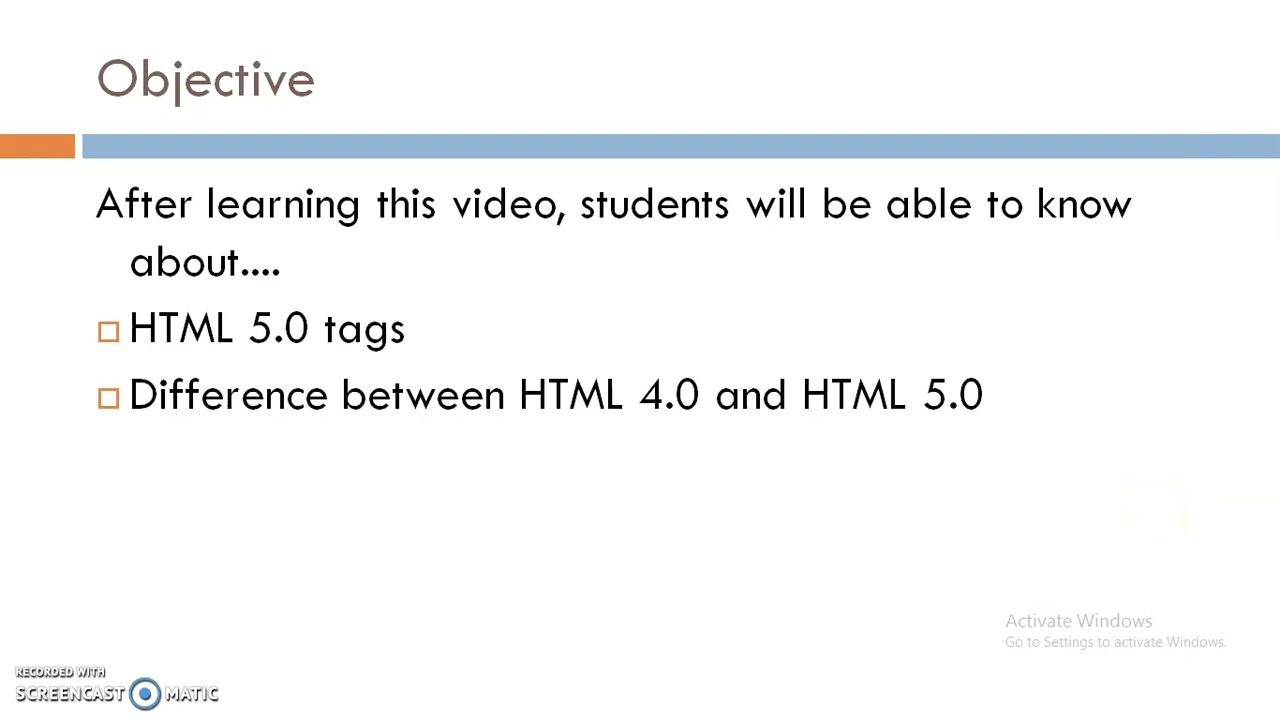 Objective
After learning this video, students will be able to know
about....
HTML 5.0 tags
Difference between HTML 4.0 and HTML 5.0
Activate Windows
Go to Settings to activate Windows.
RECORDED WITH
SCREENCAST MATIC